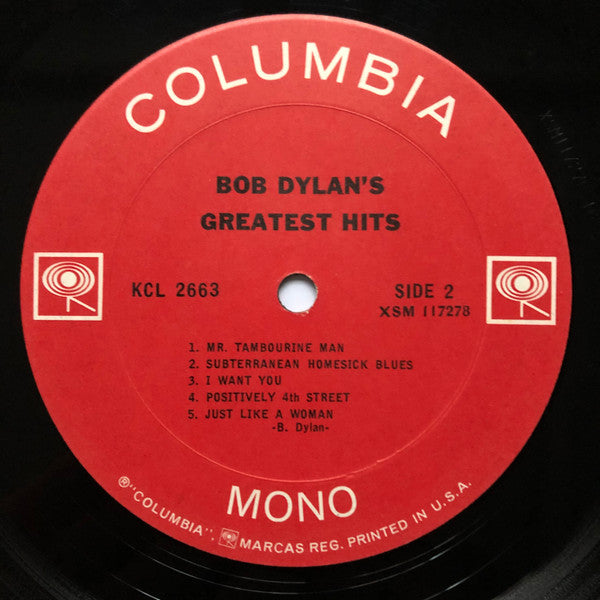 COLUMBIA
BOB DYLAN'S
GREATEST HITS
KCL 2663
SIDE 2
XSM 117278
1. MR. TAMBOURINE MAN
2. SUBTERRANEAN HOMESICK BLUES
3. I WANT YOU
4. POSITIVELY 4th STREET
5. JUST LIKE A WOMAN
-B. Dylan-
MONO
®"COLUMBIA", MARCAS REG. PRINTED IN U.S.A.